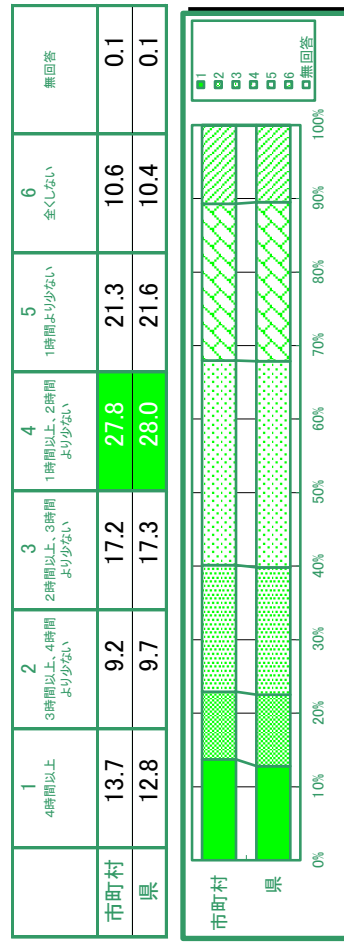 1
4時間以上
2
3時間以上、4時間
より少ない
3
2時間以上、3時間
より少ない
4
1時間以上、2時間
より少ない
5
1時間より少ない
6
全くしない
無回答
市町村 13.7 9.2 17.2 27.8 21.3 10.6 0.1
県 12.8 9.7 17.3 28.0 21.6 10.4 0.1
市町村
県
0% 10% 20% 30% 40% 50% 60% 70% 80% 90% 100%
1
2
3
4
5
6
無回答